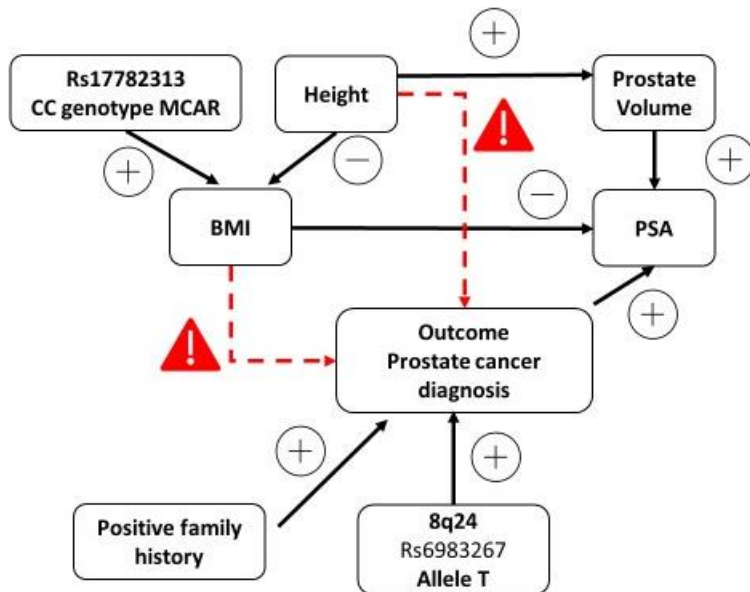 Rs17782313
CC genotype MCAR
Height
Prostate
Volume
+
+
−
+
BMI
−
PSA
!
!
+
Outcome
Prostate cancer
diagnosis
+
+
Positive family
history
8q24
Rs6983267
Allele T